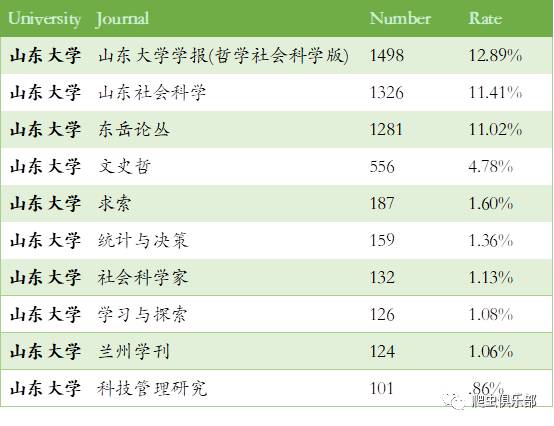 University Journal Number Rate
山东大学 山东大学学报(哲学社会科学版) 1498 12.89%
山东大学 山东社会科学 1326 11.41%
山东大学 东岳论丛 1281 11.02%
山东大学 文史哲 556 4.78%
山东大学 求索 187 1.60%
山东大学 统计与决策 159 1.36%
山东大学 社会科学家 132 1.13%
山东大学 学习与探索 126 1.08%
山东大学 兰州学刊 124 1.06%
山东大学 科技管理研究 101 .86%
爬虫俱乐部